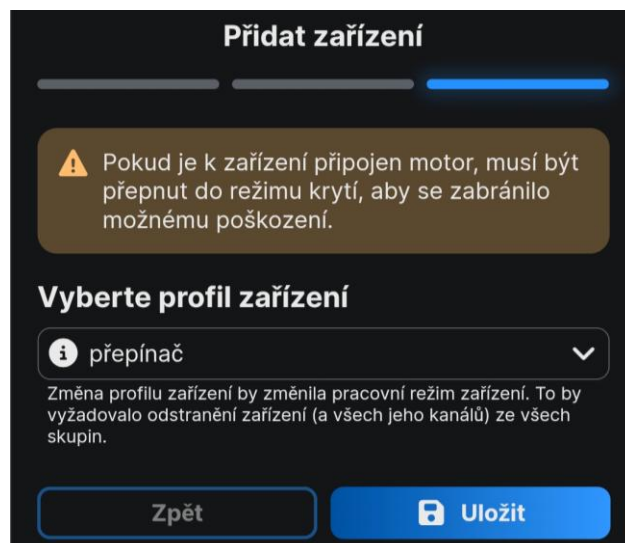 Přidat zařízení
Pokud je k zařízení připojen motor, musí být
přepnut do režimu krytí, aby se zabránilo
možnému poškození.
Vyberte profil zařízení
přepínač
Změna profilu zařízení by změnila pracovní režim zařízení. To by
vyžadovalo odstranění zařízení (a všech jeho kanálů) ze všech
skupin.
Zpět
Uložit